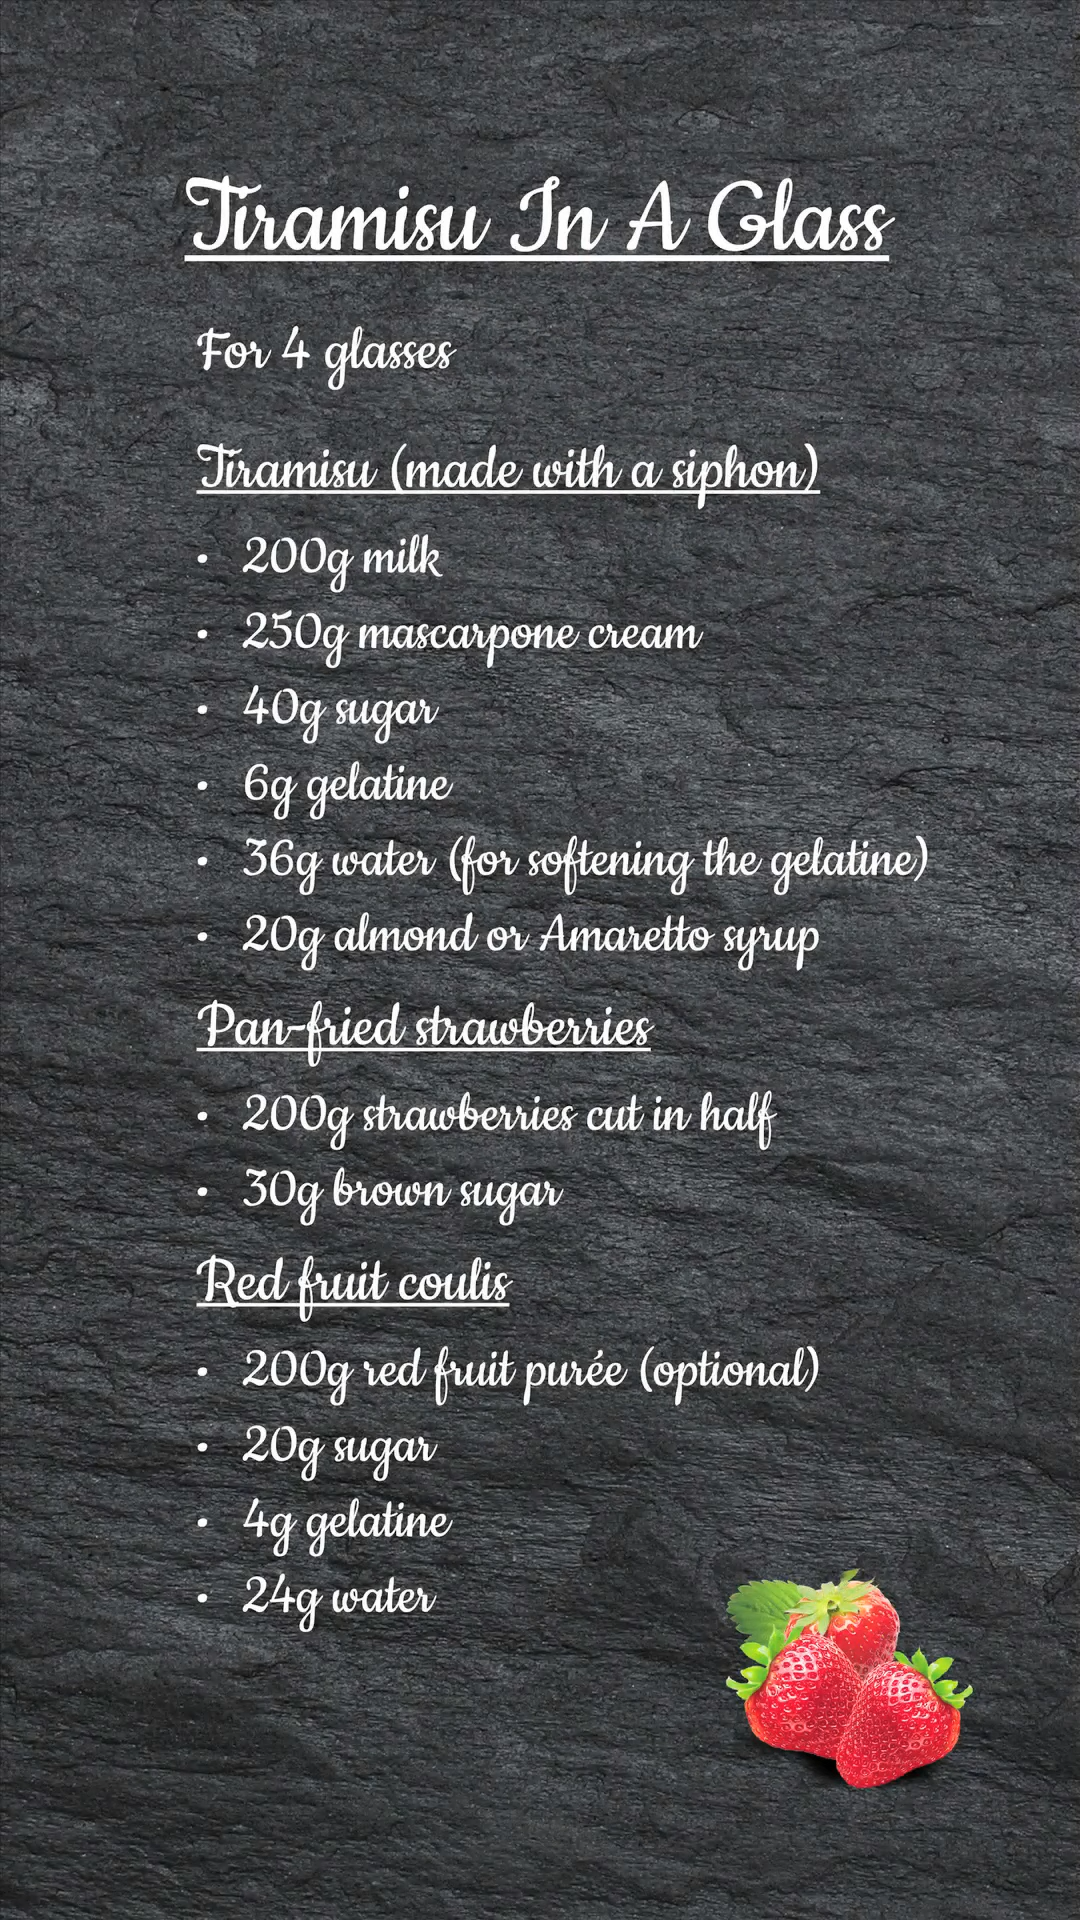 Tiramisu In A Glass
For 4 glasses
Tiramisu (made with a siphon)
• 200g milk
• 250g mascarpone cream
• 40g sugar
• 6g gelatine
• 36g water (for softening the gelatine)
• 20g almond or Amaretto syrup
Pan-fried strawberries
• 200g strawberries cut in half
• 30g brown sugar
Red fruit coulis
• 200g red fruit purée (optional)
• 20g sugar
• 4g gelatine
• 24g water